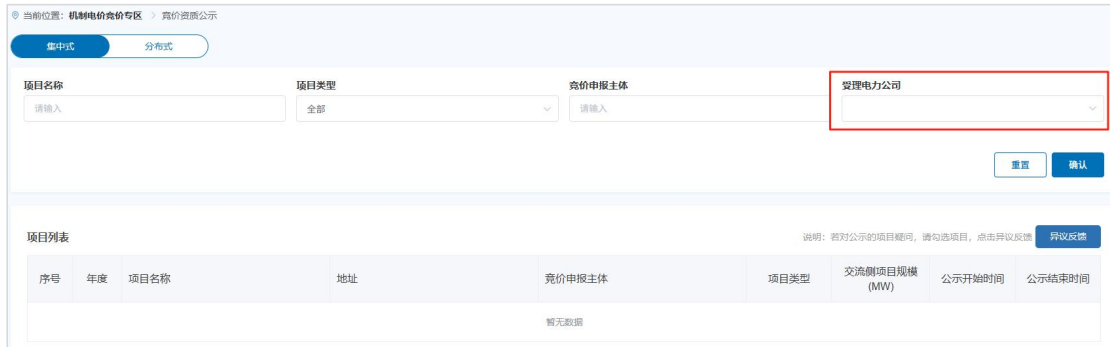 当前位置：机制电价竞价专区 > 竞价资质公示
集中式 分布式
项目名称 项目类型 竞价申报主体 受理电力公司
请输入 全部 请输入
重置 确认
项目列表 说明：若对公示的项目疑问，请勾选项目，点击异议反馈 异议反馈
序号 年度 项目名称 地址 竞价申报主体 项目类型 交流侧项目规模 公示开始时间 公示结束时间
(MW)
暂无数据